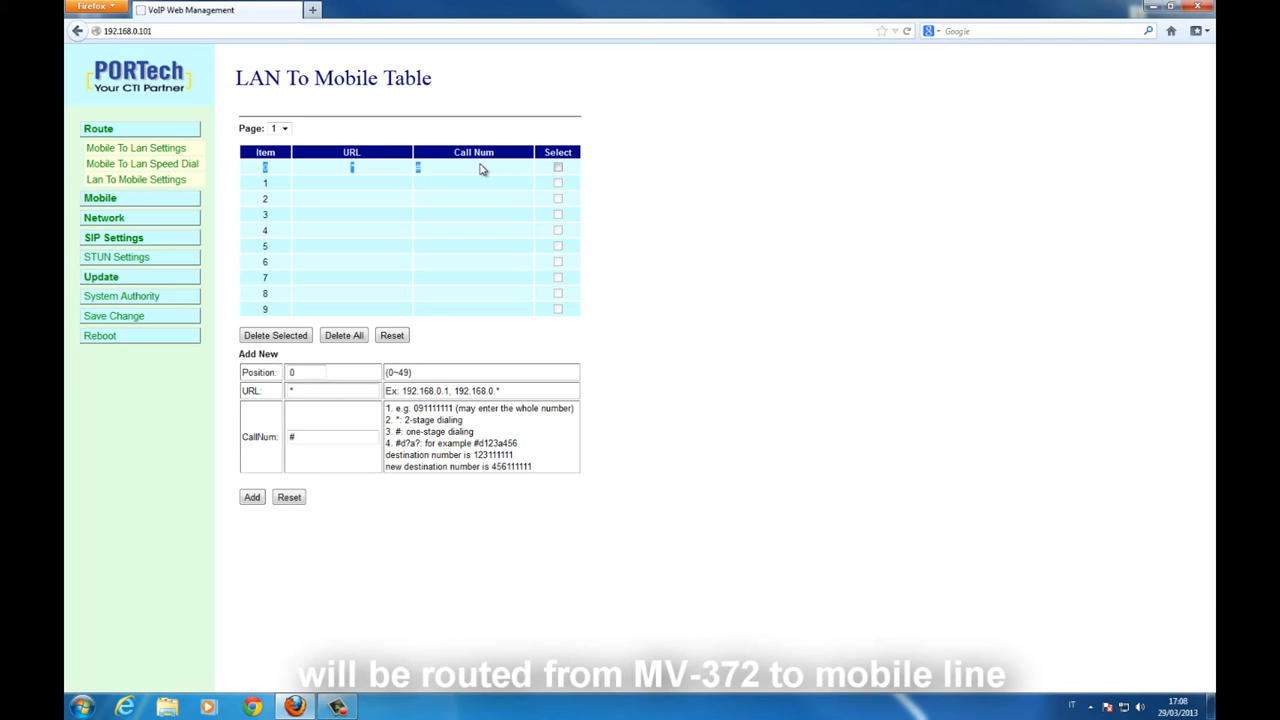 Firefox
VoIP Web Management
192.168.0.101
Google
PORTech
Your CTI Partner
LAN To Mobile Table
Route
Mobile To Lan Settings
Mobile To Lan Speed Dial
Lan To Mobile Settings
Mobile
Network
SIP Settings
STUN Settings
Update
System Authority
Save Change
Reboot
Page: 1
Item URL Call Num Select
0 * #
1
2
3
4
5
6
7
8
9
Delete Selected Delete All Reset
Add New
Position: 0 (0~49)
URL: * Ex: 192.168.0.1, 192.168.0.*
CallNum: #
1. e.g. 091111111 (may enter the whole number)
2. *: 2-stage dialing
3. #: one-stage dialing
4. #d?a?: for example #d123a456
destination number is 123111111
new destination number is 456111111
Add Reset
will be routed from MV-372 to mobile line
IT
17:08
29/03/2013